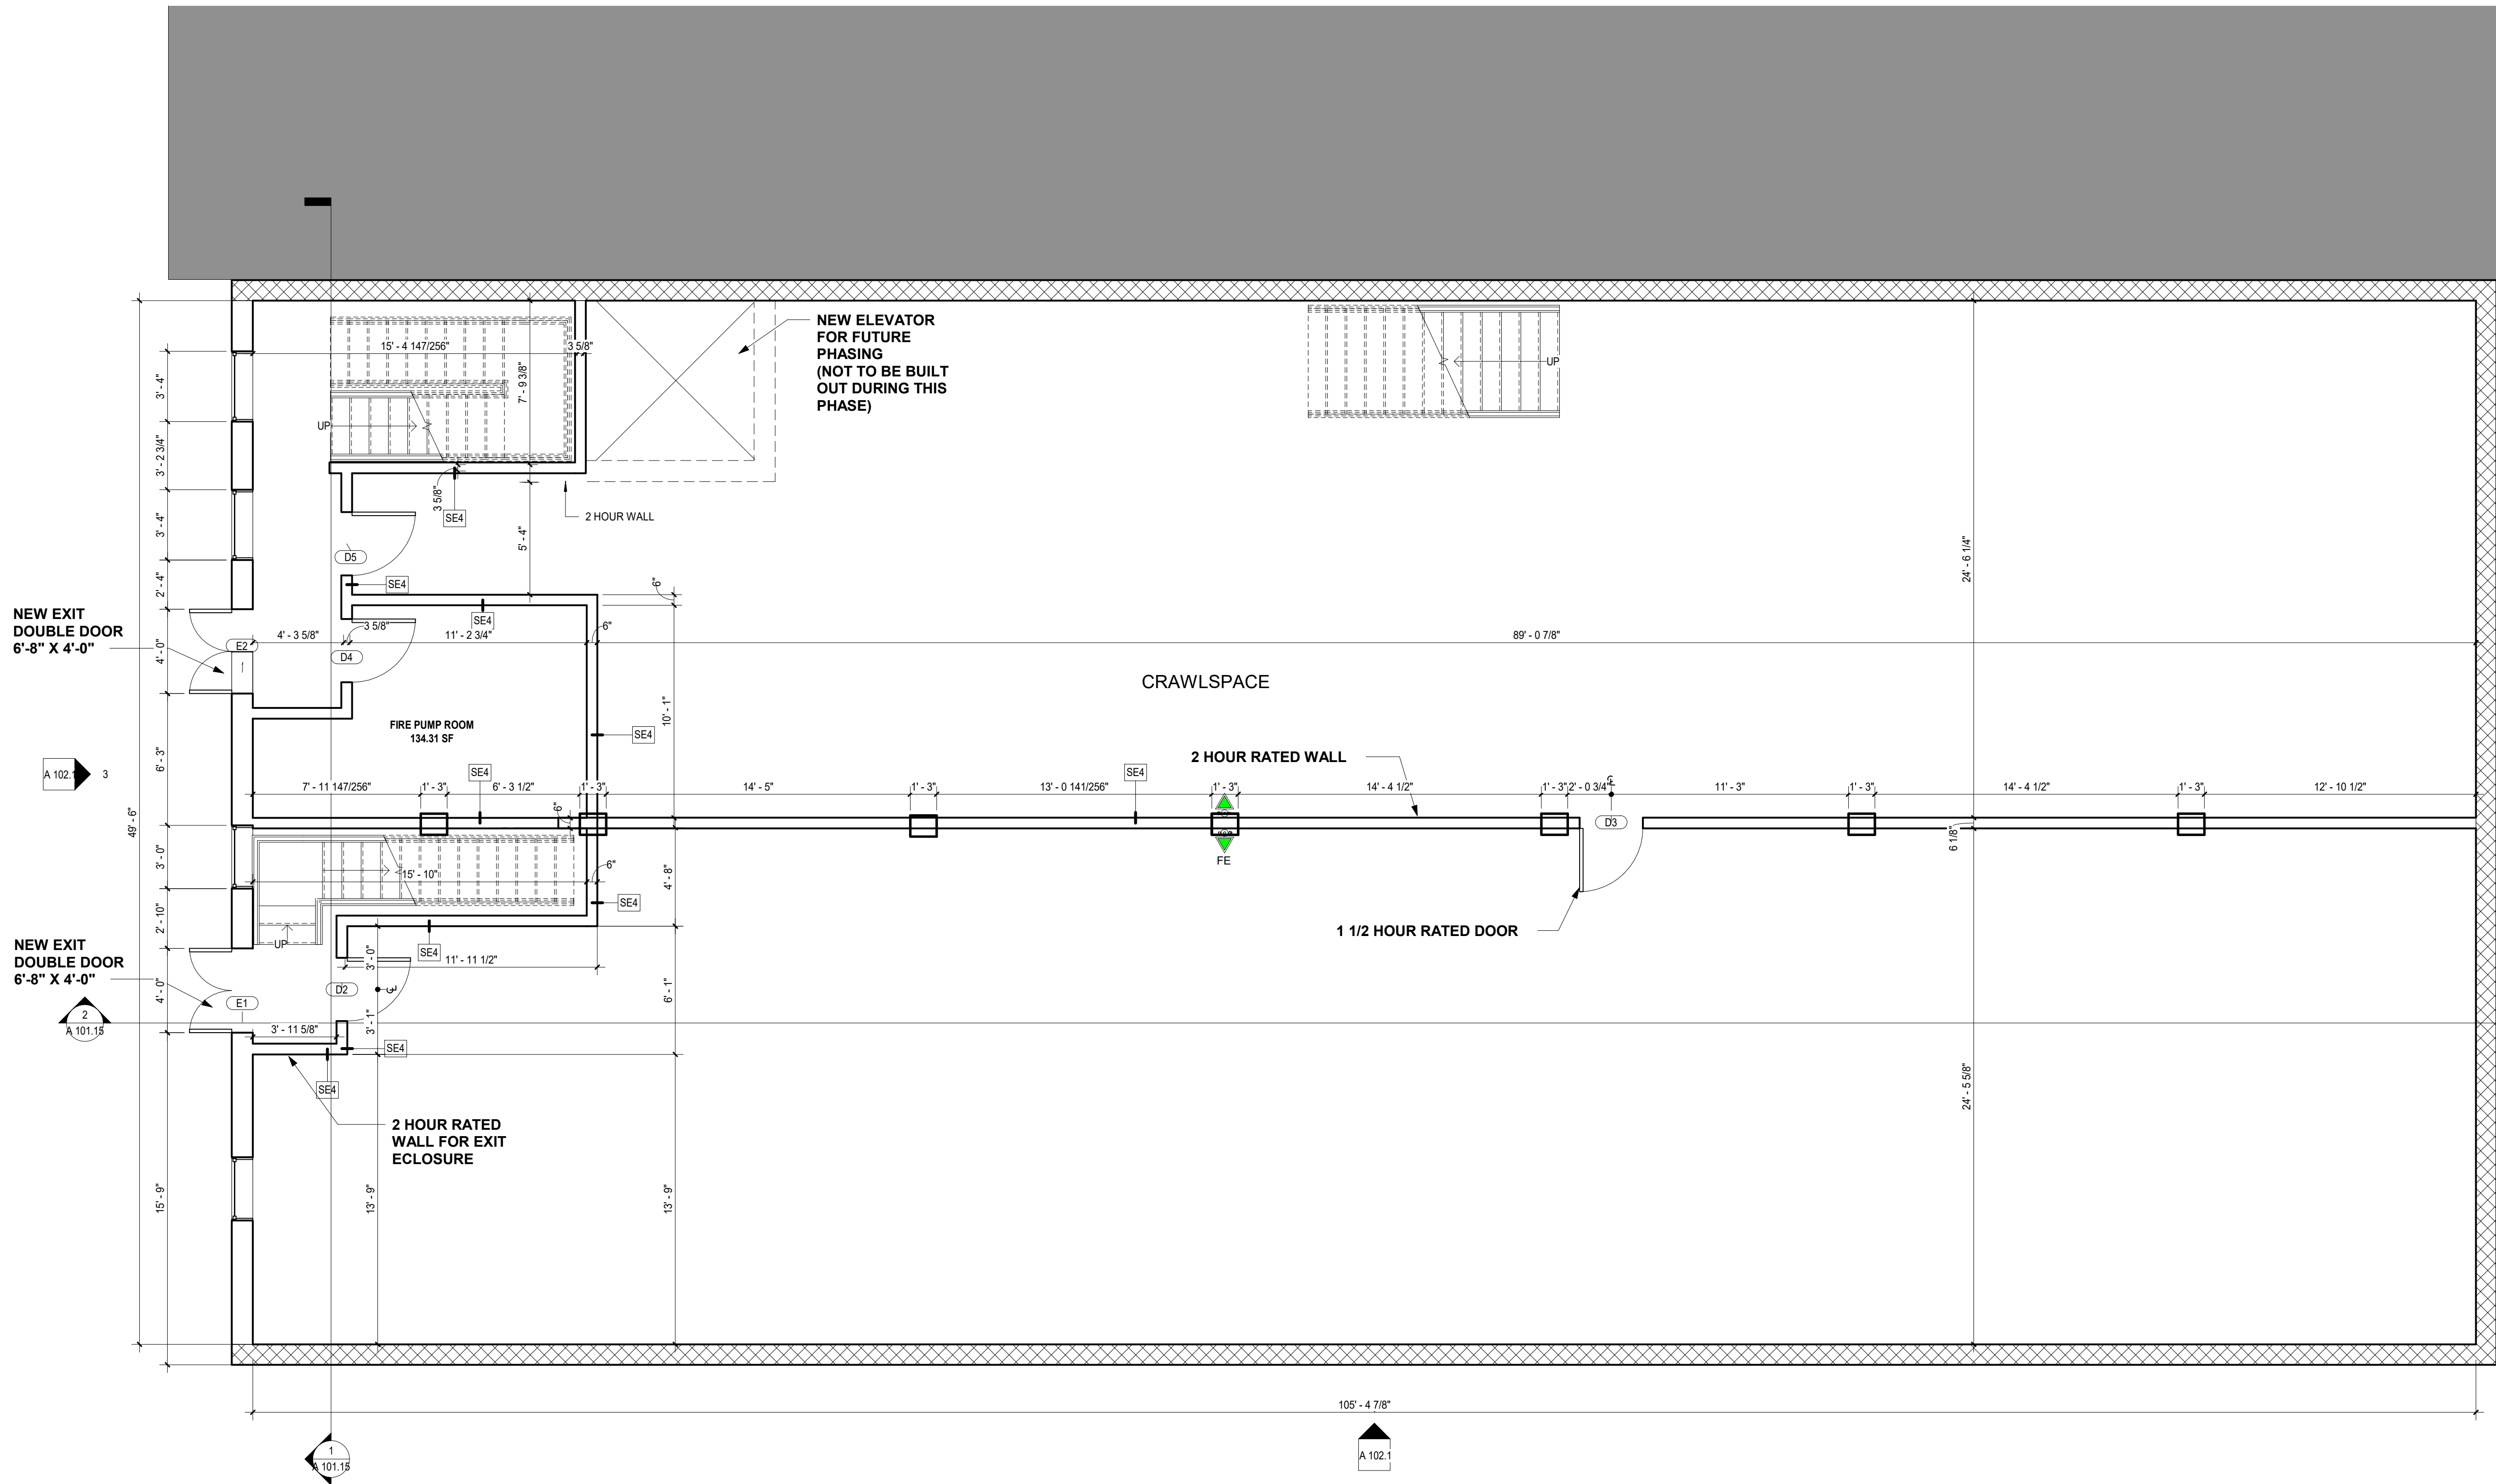 NEW ELEVATOR
FOR FUTURE
PHASING
(NOT TO BE BUILT
OUT DURING THIS
PHASE)
15' - 4 147/256"
3 5/8"
7' - 9 3/8"
UP
UP
3' - 4"
3' - 2 3/4"
3' - 4"
2' - 4"
4' - 0"
6' - 3"
49' - 6"
3' - 0"
2' - 10"
4' - 0"
15' - 9"
3 5/8"
SE4
2 HOUR WALL
5' - 4"
D5
SE4
24' - 6 1/4"
NEW EXIT
DOUBLE DOOR
6'-8" X 4'-0"
E2
4' - 3 5/8"
3 5/8"
11' - 2 3/4"
SE4
6"
6"
D4
89' - 0 7/8"
CRAWLSPACE
FIRE PUMP ROOM
134.31 SF
10' - 1"
SE4
A 102.1
3
2 HOUR RATED WALL
SE4
SE4
7' - 11 147/256"
1' - 3"
6' - 3 1/2"
1' - 3"
14' - 5"
1' - 3"
13' - 0 141/256"
1' - 3"
14' - 4 1/2"
1' - 3"
2' - 0 3/4"
11' - 3"
1' - 3"
14' - 4 1/2"
1' - 3"
12' - 10 1/2"
6"
D3
6 1/8"
FE
15' - 10"
6"
4' - 8"
SE4
1 1/2 HOUR RATED DOOR
NEW EXIT
DOUBLE DOOR
6'-8" X 4'-0"
UP
SE4
11' - 11 1/2"
3' - 0"
D2
E1
6' - 1"
3' - 1"
3' - 11 5/8"
2
A 101.15
SE4
SE4
2 HOUR RATED
WALL FOR EXIT
ECLOSURE
13' - 9"
13' - 9"
24' - 5 5/8"
105' - 4 7/8"
1
A 101.15
A 102.1